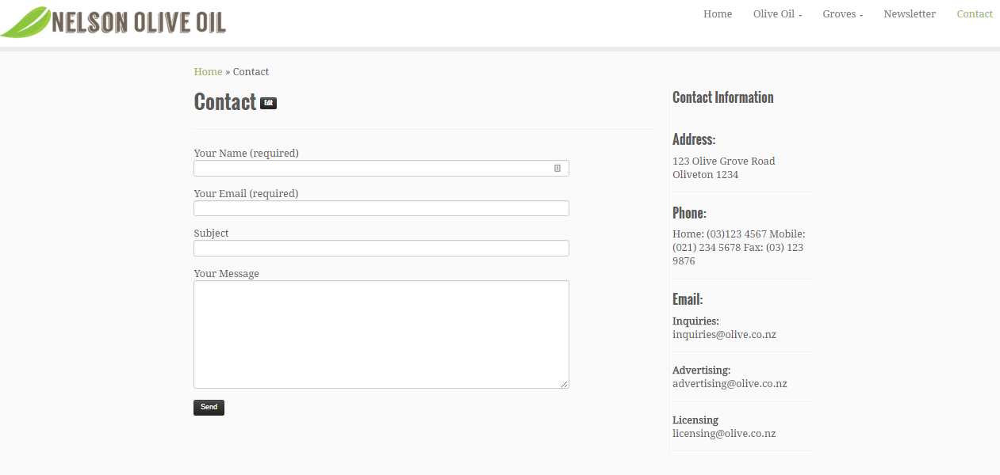 NELSON OLIVE OIL
Home Olive Oil Groves Newsletter Contact
Home » Contact
Contact Edit
Your Name (required)
Your Email (required)
Subject
Your Message
Send
Contact Information
Address:
123 Olive Grove Road
Oliveton 1234
Phone:
Home: (03)123 4567 Mobile:
(021) 234 5678 Fax: (03) 123
9876
Email:
Inquiries:
inquiries@olive.co.nz
Advertising:
advertising@olive.co.nz
Licensing
licensing@olive.co.nz